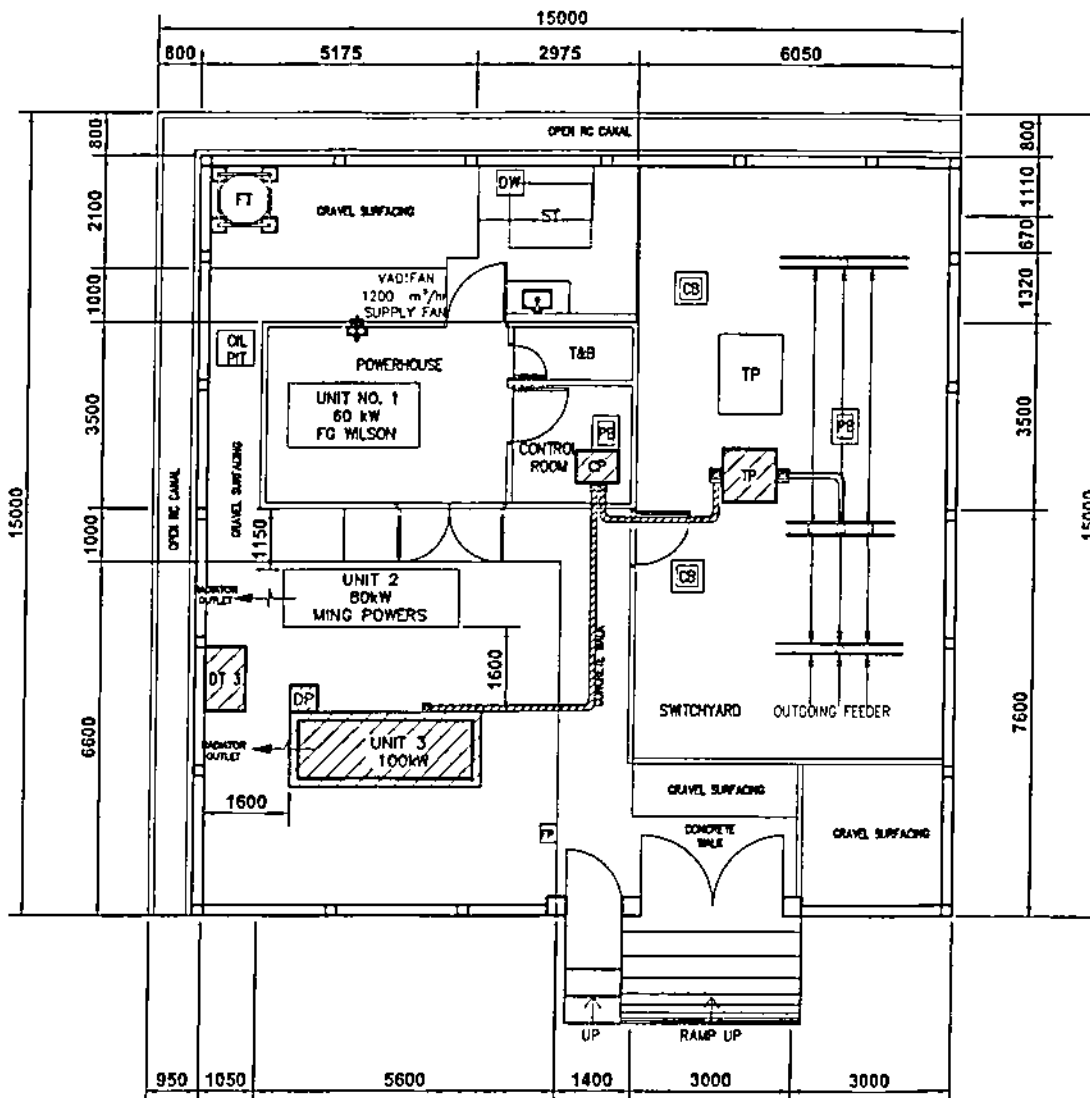 15000
800 5175 2975 6050
OPEN RC CANAL
800
800
2100
1110
670
FT
GRAVEL SURFACING
DW
ST
1000
1320
VADIFAN
1200 m³/hr
SUPPLY FAN
CB
OIL
PIT
POWERHOUSE
T&B
TP
UNIT NO. 1
60 kW
FG WILSON
3500
3500
PB
PB
CONTROL
ROOM
CP
TP
GRAVEL SURFACING
OPEN RC CANAL
15000
15000
1000
1150
UNIT 2
80kW
MING POWERS
RADIATOR
OUTLET
CB
CONCRETE WALK
1600
DT 3
DP
SWITCHYARD
OUTGOING FEEDER
7600
6600
UNIT 3
100kW
RADIATOR
OUTLET
1600
GRAVEL SURFACING
FP
CONCRETE
WALK
GRAVEL SURFACING
UP
RAMP UP
950 1050 5600 1400 3000 3000